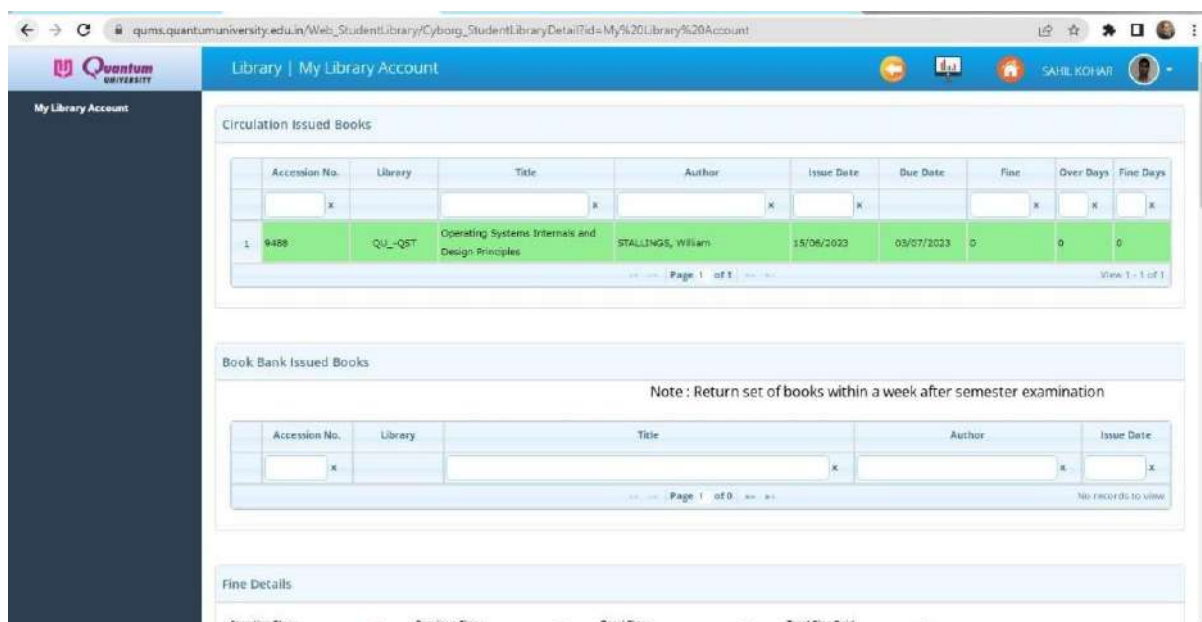 qums.quantumuniversity.edu.in/Web_StudentLibrary/Cyborg_StudentLibraryDetail?id=My%20Library%20Account
Quantum
UNIVERSITY
Library | My Library Account
SAHIL KOHAR
My Library Account
Circulation Issued Books
Accession No. Library Title Author Issue Date Due Date Fine Over Days Fine Days
x x x x x x x
1 9488 QU_-QST Operating Systems Internals and Design Principles STALLINGS, William 15/06/2023 03/07/2023 0 0 0
Page 1 of 1 View 1 - 1 of 1
Book Bank Issued Books
Note : Return set of books within a week after semester examination
Accession No. Library Title Author Issue Date
x x x x
Page 1 of 0 No records to view
Fine Details